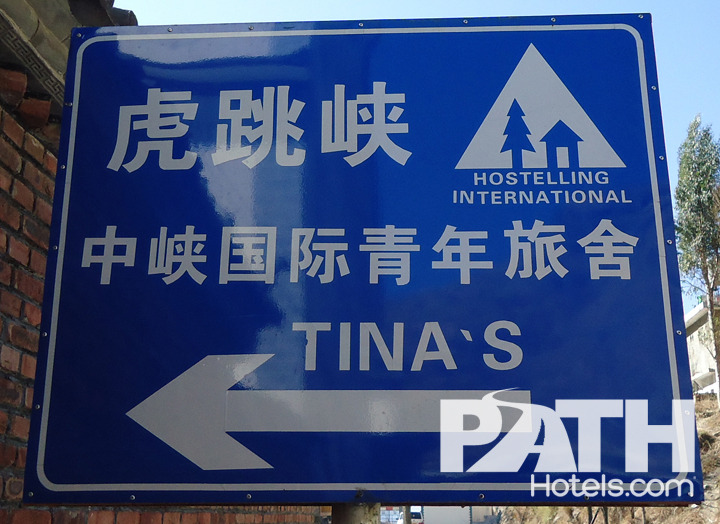 虎跳峡
HOSTELLING
INTERNATIONAL
中峡国际青年旅舍
TINA`S
PATH
Hotels.com